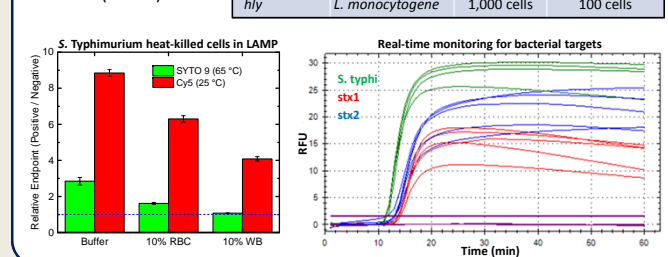 hly L. monocytogene 1,000 cells 100 cells
S. Typhimurium heat-killed cells in LAMP
Relative Endpoint (Positive / Negative)
10
8
6
4
2
0
SYTO 9 (65 °C)
Cy5 (25 °C)
Buffer 10% RBC 10% WB
Real-time monitoring for bacterial targets
RFU
30
25
20
15
10
5
0
S. typhi
stx1
stx2
0 10 20 30 40 50 60
Time (min)